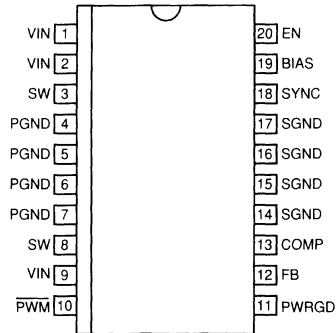 VIN 1 20 EN
VIN 2 19 BIAS
SW 3 18 SYNC
PGND 4 17 SGND
PGND 5 16 SGND
PGND 6 15 SGND
PGND 7 14 SGND
SW 8 13 COMP
VIN 9 12 FB
P̅W̅M̅ 10 11 PWRGD